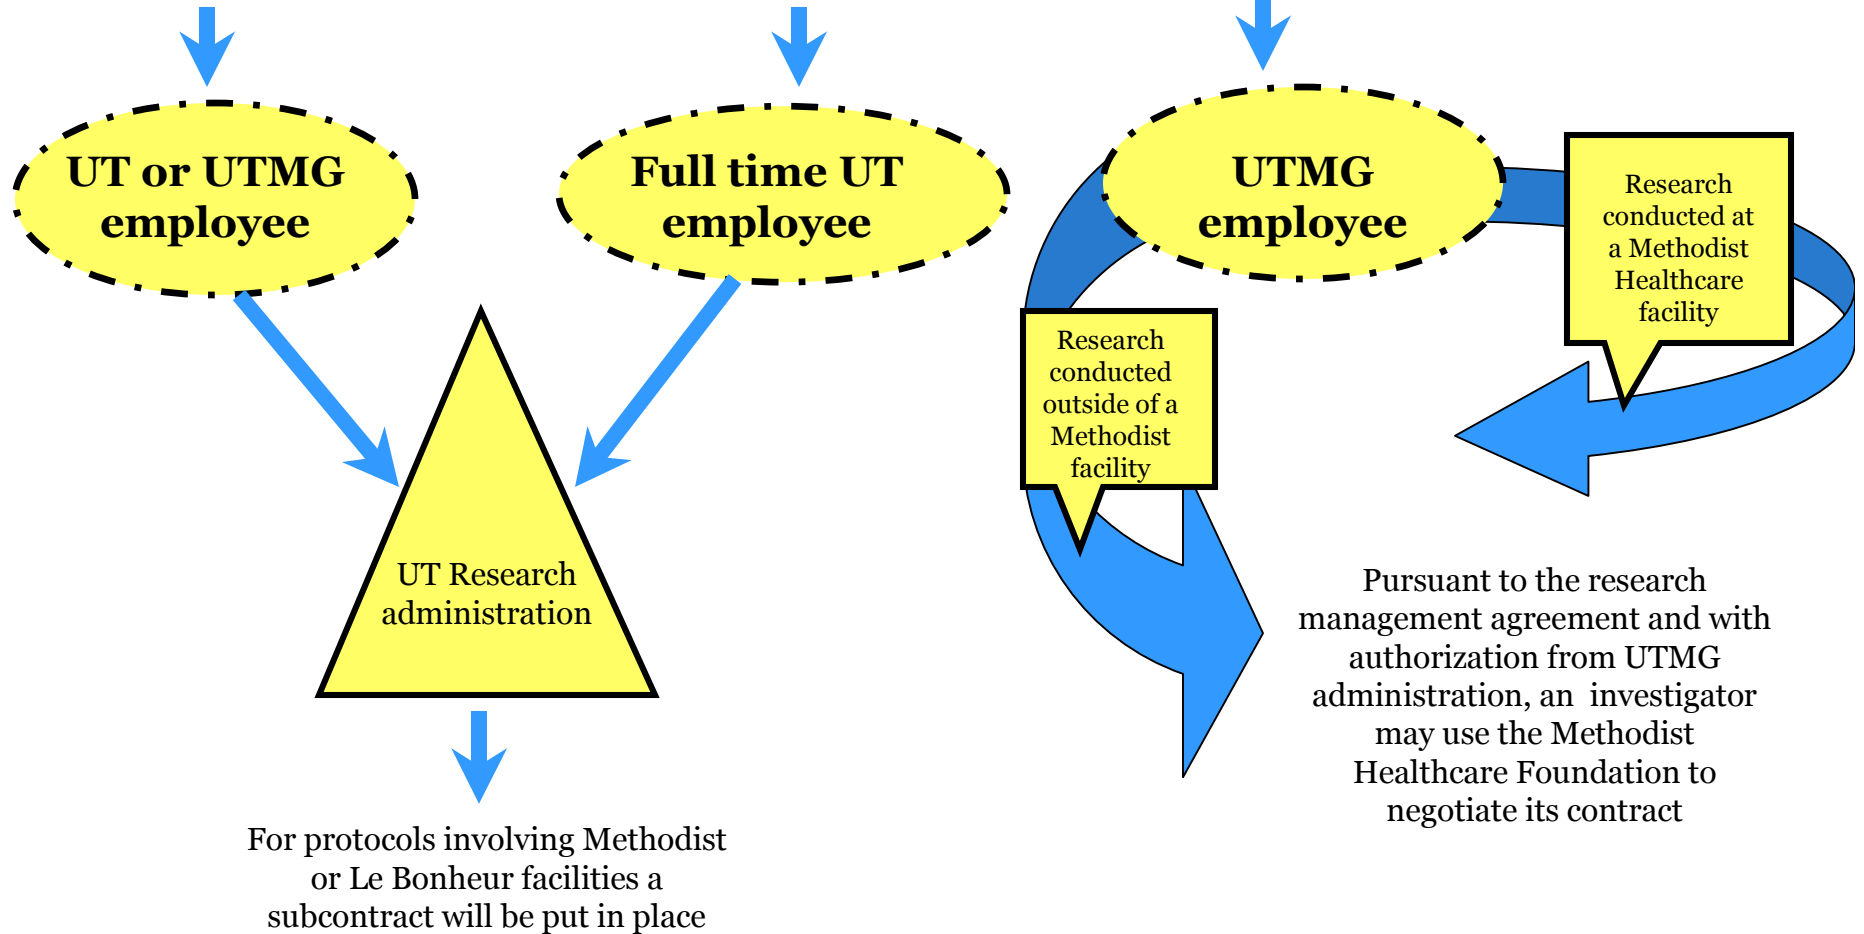 UT or UTMG
employee
Full time UT
employee
UTMG
employee
Research
conducted at
a Methodist
Healthcare
facility
Research
conducted
outside of a
Methodist
facility
UT Research
administration
Pursuant to the research
management agreement and with
authorization from UTMG
administration, an  investigator
may use the Methodist
Healthcare Foundation to
negotiate its contract
For protocols involving Methodist
or Le Bonheur facilities a
subcontract will be put in place